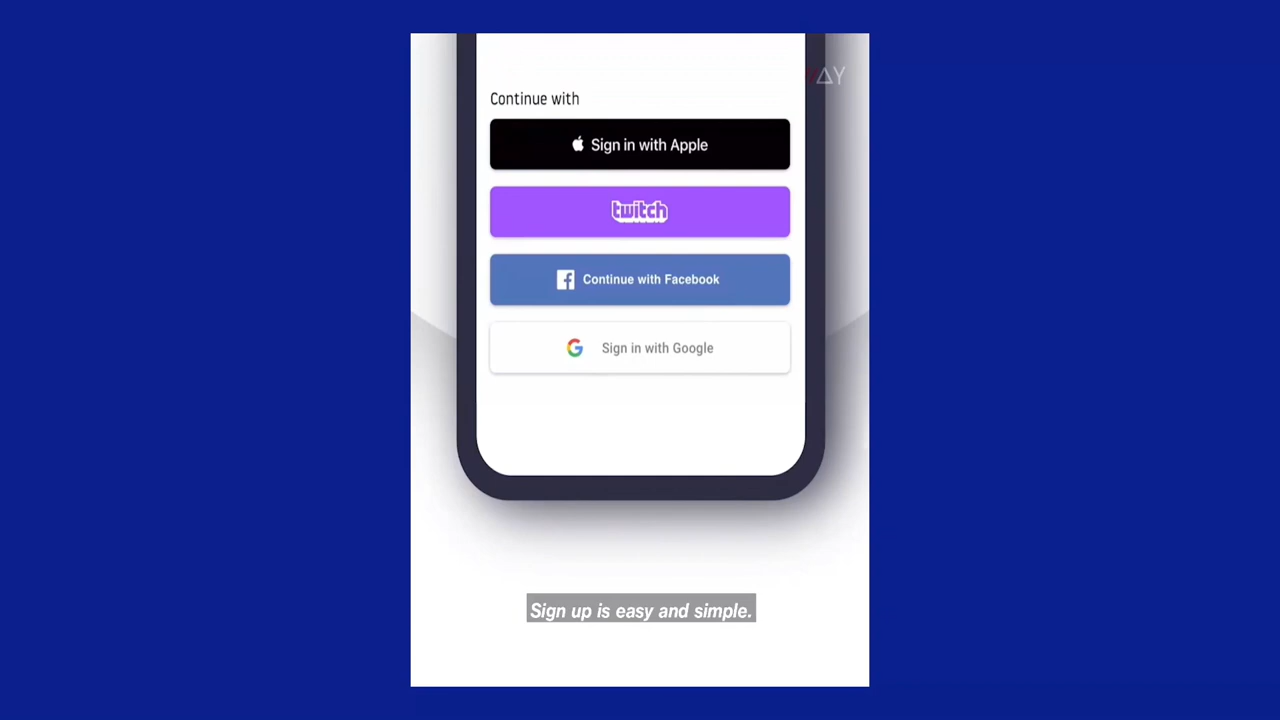 Continue with
Sign in with Apple
twitch
Continue with Facebook
Sign in with Google
Sign up is easy and simple.